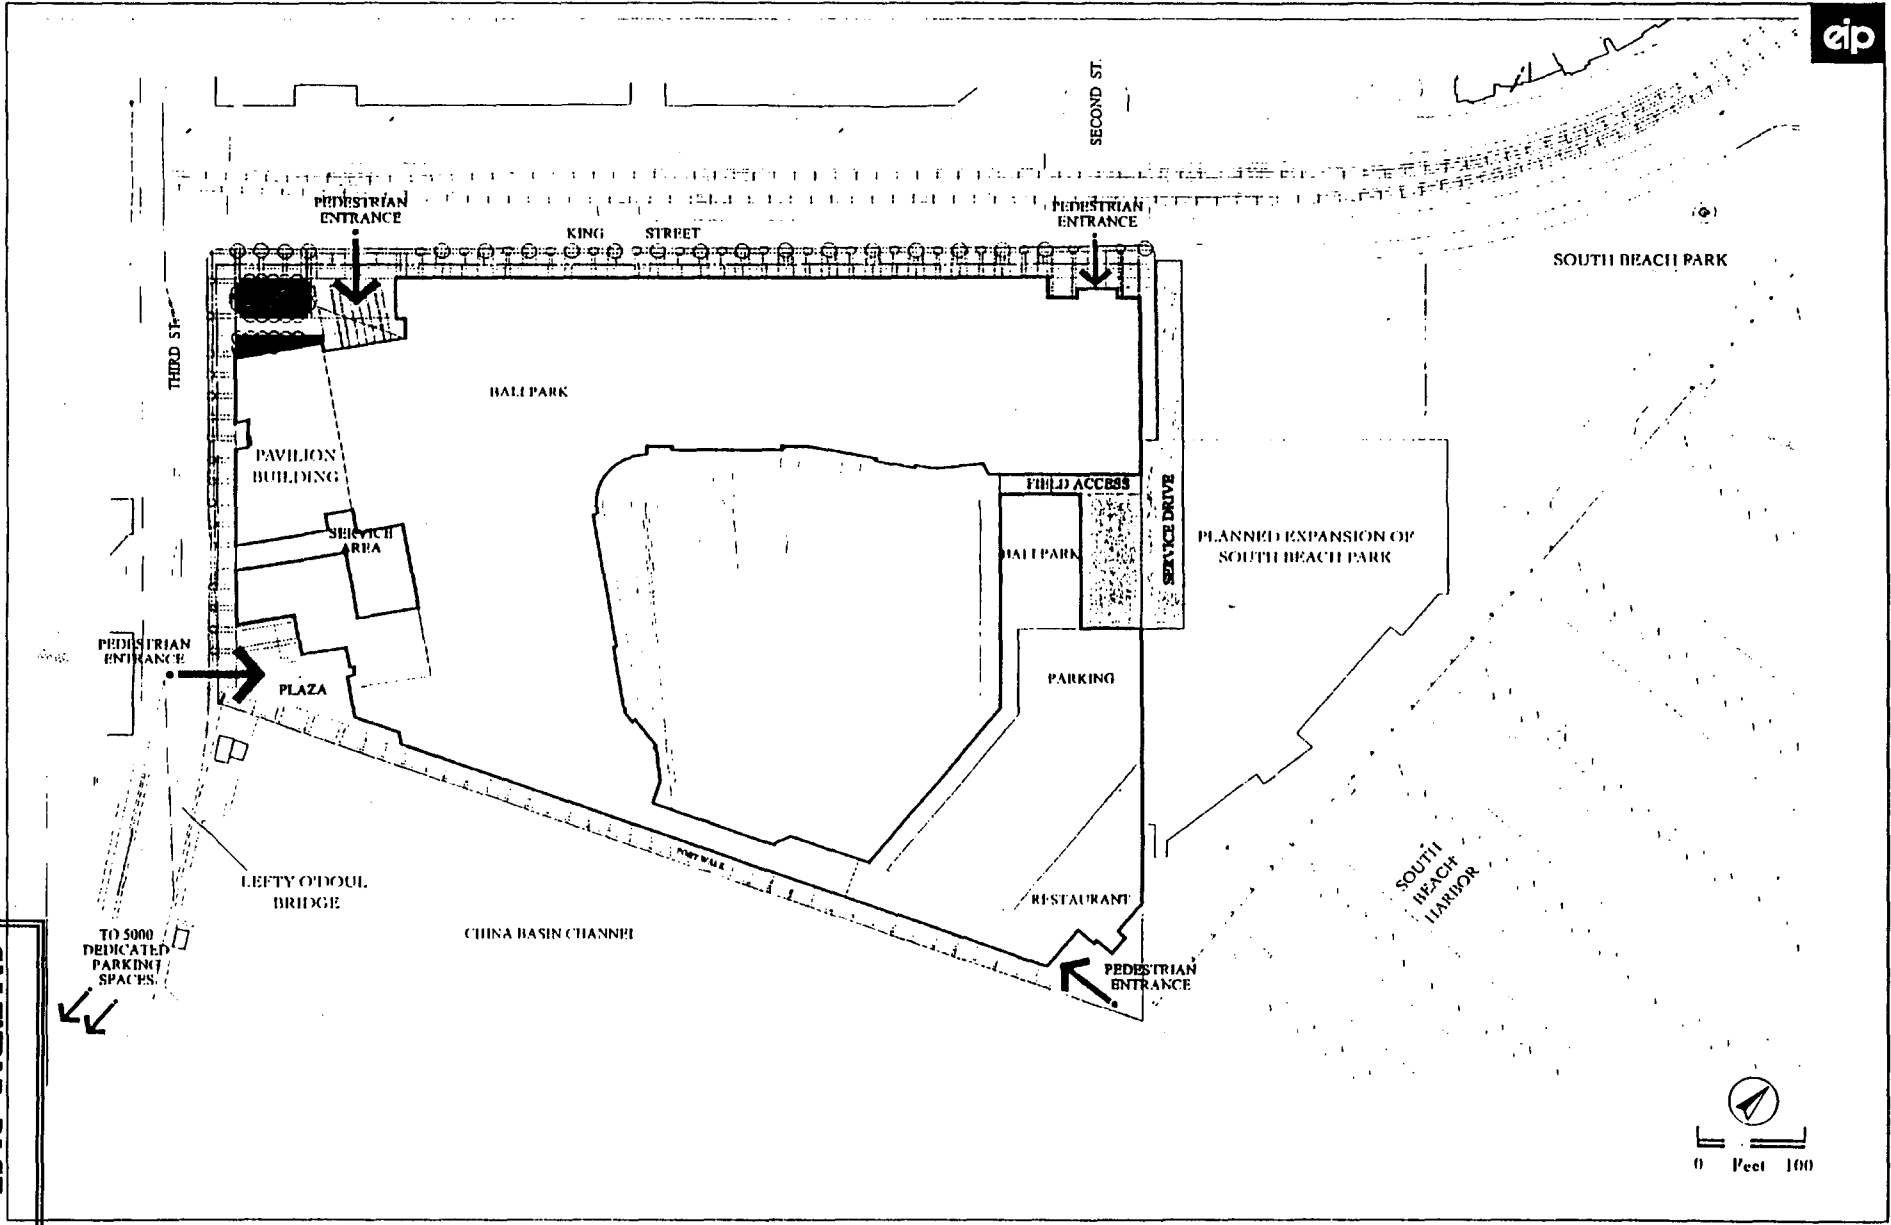 eip
SECOND ST.
PEDESTRIAN
ENTRANCE
PEDESTRIAN
ENTRANCE
KING STREET
SOUTH BEACH PARK
THIRD ST.
BALLPARK
PAVILION
BUILDING
FIELD ACCESS
SERVICE DRIVE
SERVICE
AREA
BALLPARK
PLANNED EXPANSION OF
SOUTH BEACH PARK
PEDESTRIAN
ENTRANCE
PLAZA
PARKING
PORT WALK
LEFTY O'DOUL
BRIDGE
SOUTH
BEACH
HARBOR
RESTAURANT
CHINA BASIN CHANNEL
TO 5000
DEDICATED
PARKING
SPACES
PEDESTRIAN
ENTRANCE
0 Feet 100